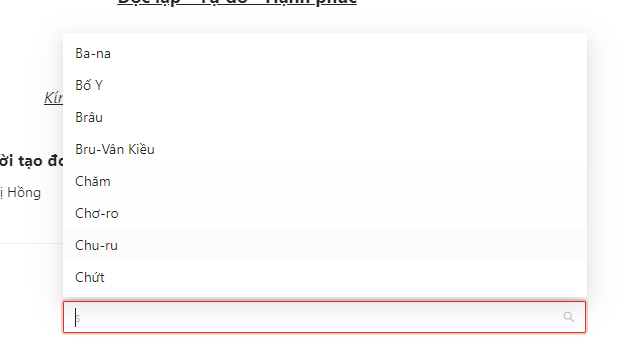 Độc lập - Tự do - Hạnh phúc
Ba-na
Bố Y
Brâu
Kín
Bru-Vân Kiều
ời tạo đơ
Chăm
ị Hồng
Chơ-ro
Chu-ru
Chứt
s